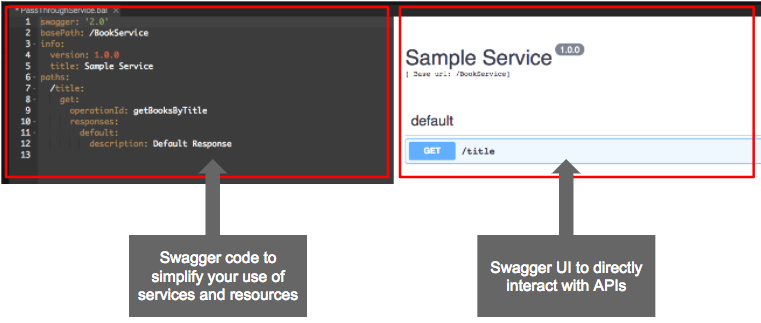 * PassThroughService.bal ×
1 swagger: '2.0'
2 basePath: /BookService
3 info:
4 version: 1.0.0
5 title: Sample Service
6 paths:
7 /title:
8 get:
9 operationId: getBooksByTitle
10 responses:
11 default:
12 description: Default Response
13
Sample Service 1.0.0
[ Base url: /BookService]
default
GET /title
Swagger code to
simplify your use of
services and resources
Swagger UI to directly
interact with APIs